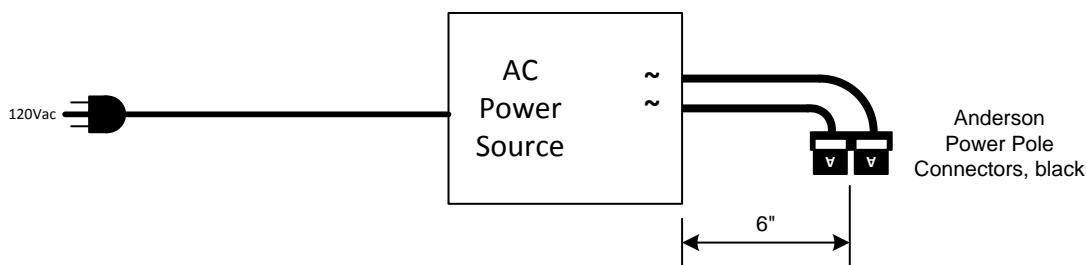 120Vac
AC
Power
Source
~
~
Anderson
Power Pole
Connectors, black
A
A
6"